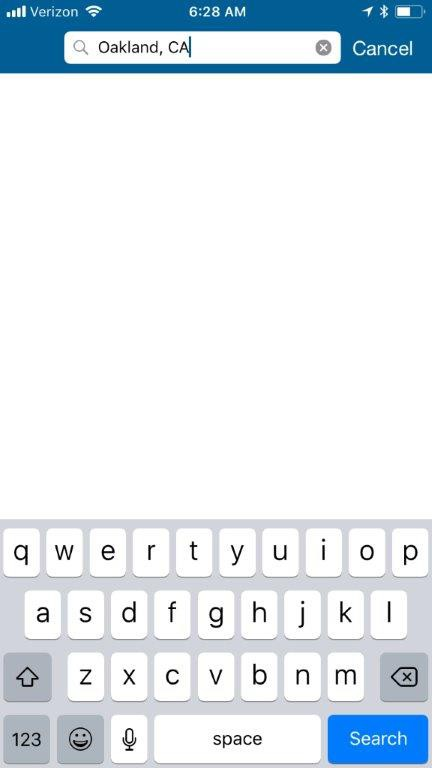 Verizon 6:28 AM
Oakland, CA Cancel
q w e r t y u i o p
a s d f g h j k l
z x c v b n m
123 space Search